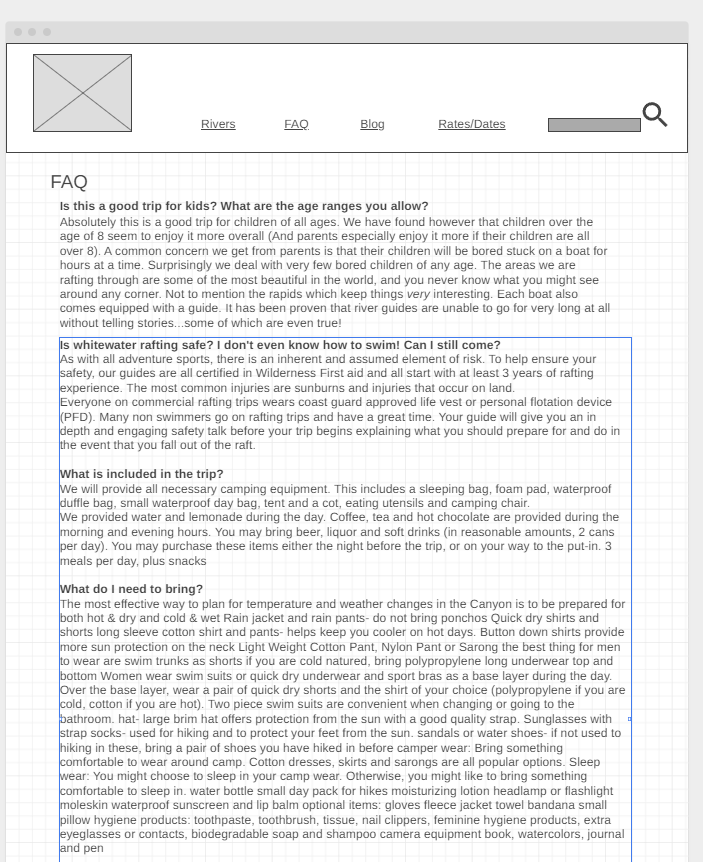 Rivers FAQ Blog Rates/Dates
FAQ
Is this a good trip for kids? What are the age ranges you allow?
Absolutely this is a good trip for children of all ages. We have found however that children over the
age of 8 seem to enjoy it more overall (And parents especially enjoy it more if their children are all
over 8). A common concern we get from parents is that their children will be bored stuck on a boat for
hours at a time. Surprisingly we deal with very few bored children of any age. The areas we are
rafting through are some of the most beautiful in the world, and you never know what you might see
around any corner. Not to mention the rapids which keep things very interesting. Each boat also
comes equipped with a guide. It has been proven that river guides are unable to go for very long at all
without telling stories...some of which are even true!
Is whitewater rafting safe? I don't even know how to swim! Can I still come?
As with all adventure sports, there is an inherent and assumed element of risk. To help ensure your
safety, our guides are all certified in Wilderness First aid and all start with at least 3 years of rafting
experience. The most common injuries are sunburns and injuries that occur on land.
Everyone on commercial rafting trips wears coast guard approved life vest or personal flotation device
(PFD). Many non swimmers go on rafting trips and have a great time. Your guide will give you an in
depth and engaging safety talk before your trip begins explaining what you should prepare for and do in
the event that you fall out of the raft.
What is included in the trip?
We will provide all necessary camping equipment. This includes a sleeping bag, foam pad, waterproof
duffle bag, small waterproof day bag, tent and a cot, eating utensils and camping chair.
We provided water and lemonade during the day. Coffee, tea and hot chocolate are provided during the
morning and evening hours. You may bring beer, liquor and soft drinks (in reasonable amounts, 2 cans
per day). You may purchase these items either the night before the trip, or on your way to the put-in. 3
meals per day, plus snacks
What do I need to bring?
The most effective way to plan for temperature and weather changes in the Canyon is to be prepared for
both hot & dry and cold & wet Rain jacket and rain pants- do not bring ponchos Quick dry shirts and
shorts long sleeve cotton shirt and pants- helps keep you cooler on hot days. Button down shirts provide
more sun protection on the neck Light Weight Cotton Pant, Nylon Pant or Sarong the best thing for men
to wear are swim trunks as shorts if you are cold natured, bring polypropylene long underwear top and
bottom Women wear swim suits or quick dry underwear and sport bras as a base layer during the day.
Over the base layer, wear a pair of quick dry shorts and the shirt of your choice (polypropylene if you are
cold, cotton if you are hot). Two piece swim suits are convenient when changing or going to the
bathroom. hat- large brim hat offers protection from the sun with a good quality strap. Sunglasses with
strap socks- used for hiking and to protect your feet from the sun. sandals or water shoes- if not used to
hiking in these, bring a pair of shoes you have hiked in before camper wear: Bring something
comfortable to wear around camp. Cotton dresses, skirts and sarongs are all popular options. Sleep
wear: You might choose to sleep in your camp wear. Otherwise, you might like to bring something
comfortable to sleep in. water bottle small day pack for hikes moisturizing lotion headlamp or flashlight
moleskin waterproof sunscreen and lip balm optional items: gloves fleece jacket towel bandana small
pillow hygiene products: toothpaste, toothbrush, tissue, nail clippers, feminine hygiene products, extra
eyeglasses or contacts, biodegradable soap and shampoo camera equipment book, watercolors, journal
and pen